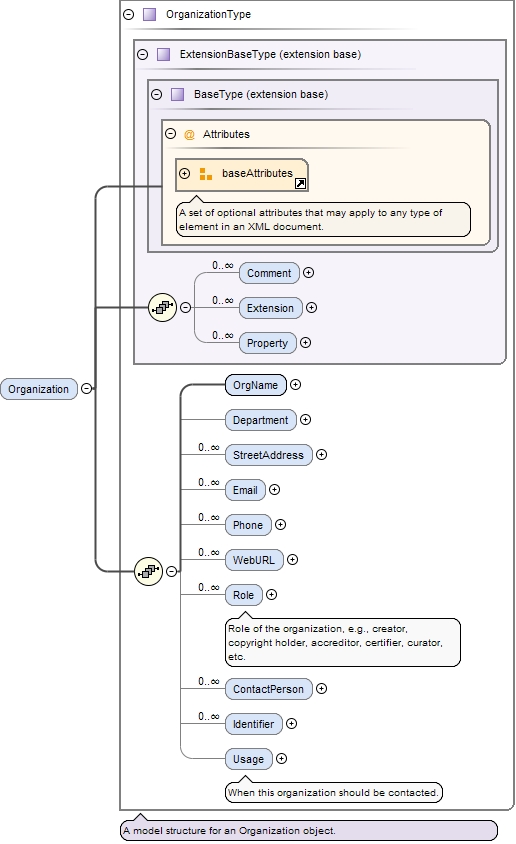 OrganizationType
ExtensionBaseType (extension base)
BaseType (extension base)
@ Attributes
baseAttributes
A set of optional attributes that may apply to any type of
element in an XML document.
0..∞ Comment
0..∞ Extension
0..∞ Property
Organization
OrgName
Department
0..∞ StreetAddress
0..∞ Email
0..∞ Phone
0..∞ WebURL
0..∞ Role
Role of the organization, e.g., creator,
copyright holder, accreditor, certifier, curator,
etc.
0..∞ ContactPerson
0..∞ Identifier
Usage
When this organization should be contacted.
A model structure for an Organization object.